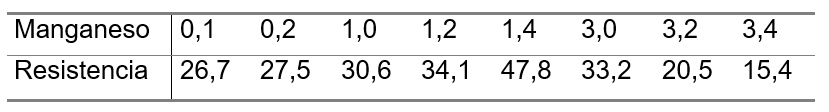 Manganeso 0,1 0,2 1,0 1,2 1,4 3,0 3,2 3,4
Resistencia 26,7 27,5 30,6 34,1 47,8 33,2 20,5 15,4